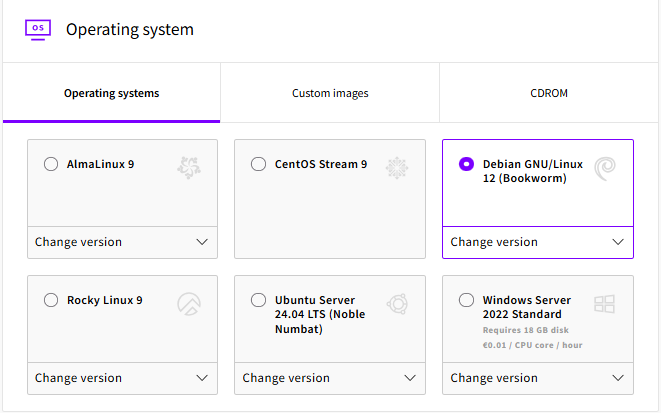 OS
Operating system
Operating systems
Custom images
CDROM
AlmaLinux 9
Change version
CentOS Stream 9
Debian GNU/Linux
12 (Bookworm)
Change version
Rocky Linux 9
Change version
Ubuntu Server
24.04 LTS (Noble
Numbat)
Change version
Windows Server
2022 Standard
Requires 18 GB disk
€0.01 / CPU core / hour
Change version